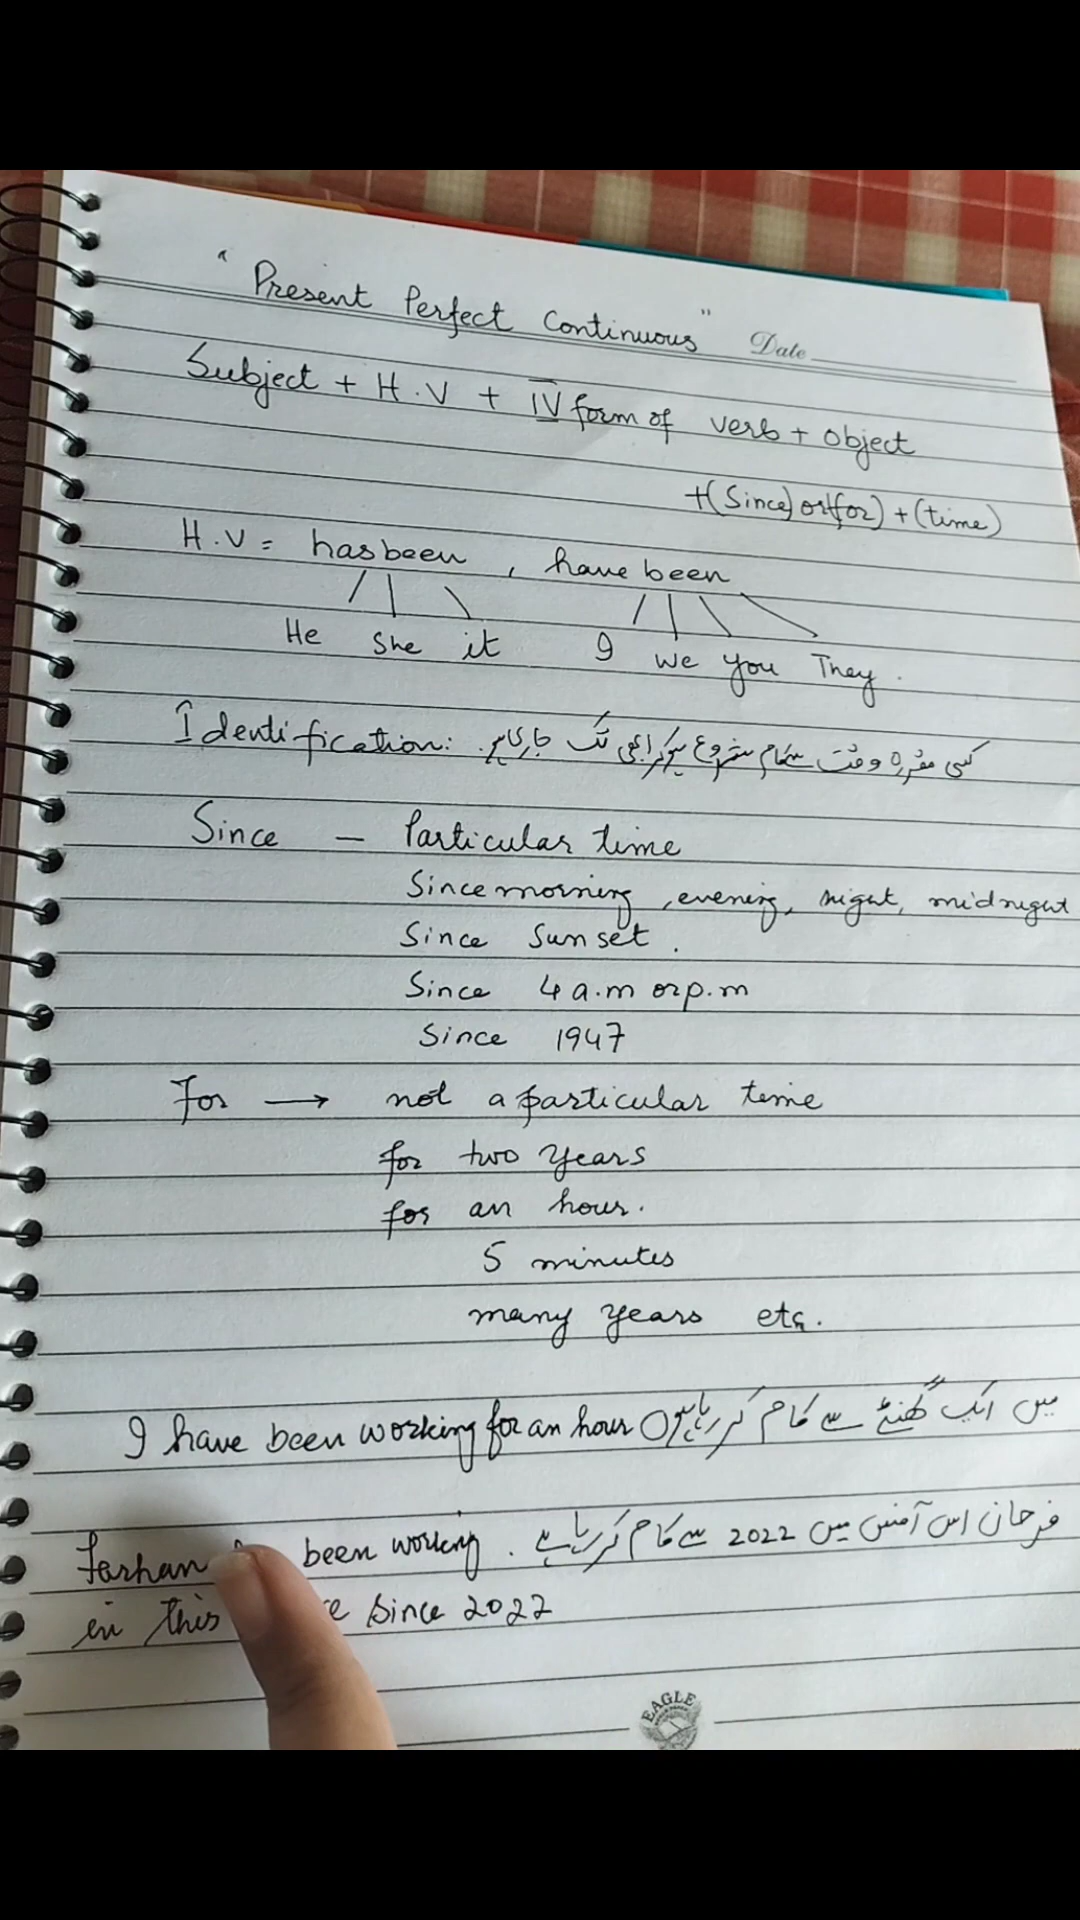 "Present Perfect Continuous"
Date
Subject + H.V + IV form of verb + object
+(Since) or (for) + (time)
H.V = has been , have been
He She it I we you They.
Identification: کسی مقررہ وقت سے کام شروع ہو کر ابھی تک جاری ہے۔
Since — Particular time
Since morning, evening, night, midnight
Since Sunset.
Since 4 a.m or p.m
Since 1947
For → not a particular time
for two years
for an hour.
5 minutes
many years etc.
I have been working for an hour میں ایک گھنٹے سے کام کر رہا ہوں
Farhan been working. فرحان اس آفس میں 2022 سے کام کر رہا ہے
in this since 2022
EAGLE